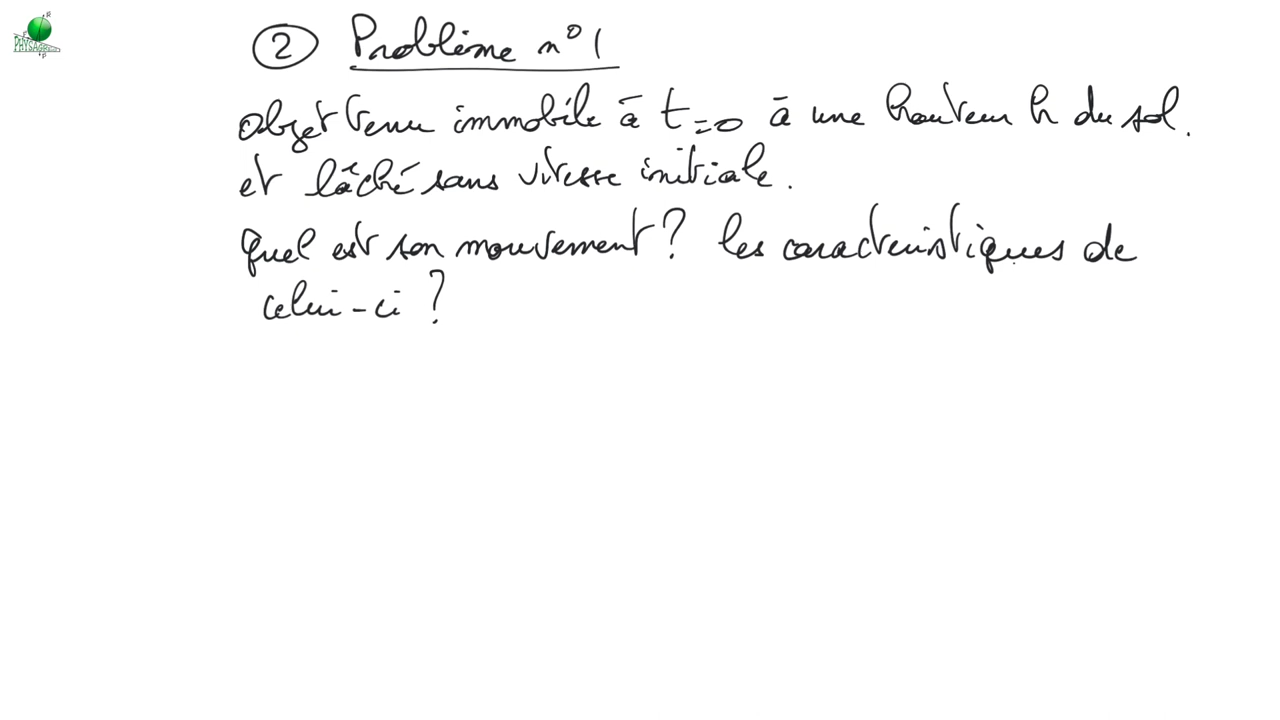 ② Problème n° 1
objet tenu immobile à t=0 à une hauteur h du sol.
et lâché sans vitesse initiale.
Quel est son mouvement ? les caractéristiques de
celui-ci ?